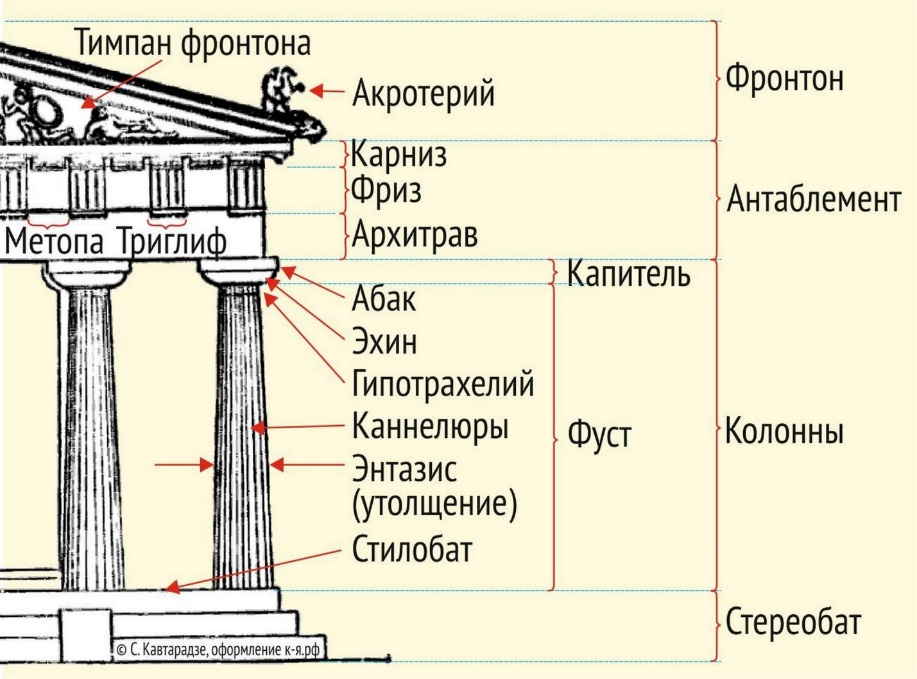 Тимпан фронтона
Акротерий
Фронтон
Карниз
Фриз
Антаблемент
Метопа
Триглиф
Архитрав
Капитель
Абак
Эхин
Гипотрахелий
Каннелюры
Фуст
Колонны
Энтазис
(утолщение)
Стилобат
Стереобат
© С. Кавтарадзе, оформление к-я.рф